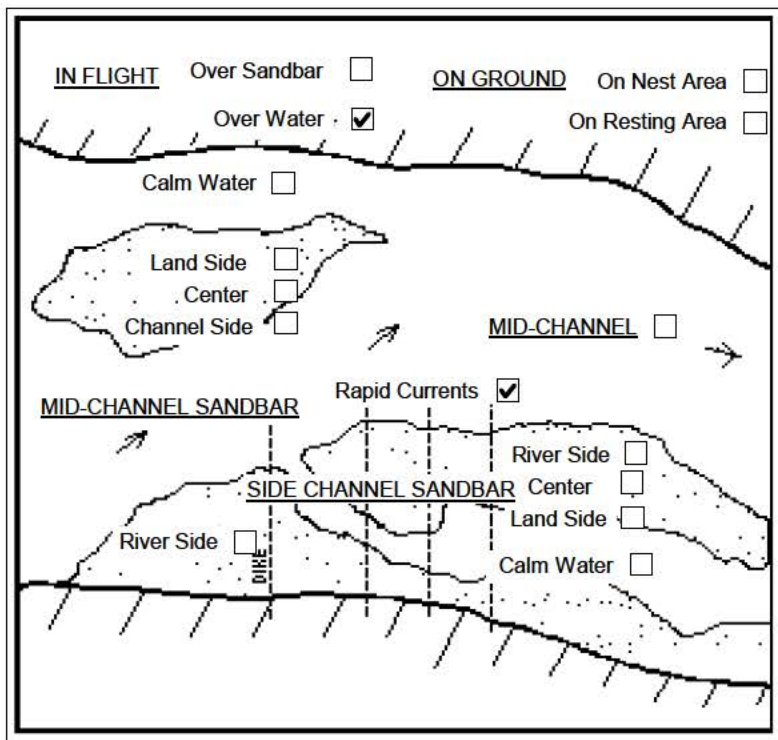 IN FLIGHT Over Sandbar ON GROUND On Nest Area
Over Water On Resting Area
Calm Water
Land Side
Center
Channel Side
MID-CHANNEL
Rapid Currents
MID-CHANNEL SANDBAR
River Side
SIDE CHANNEL SANDBAR Center
Land Side
River Side
DIKE
Calm Water